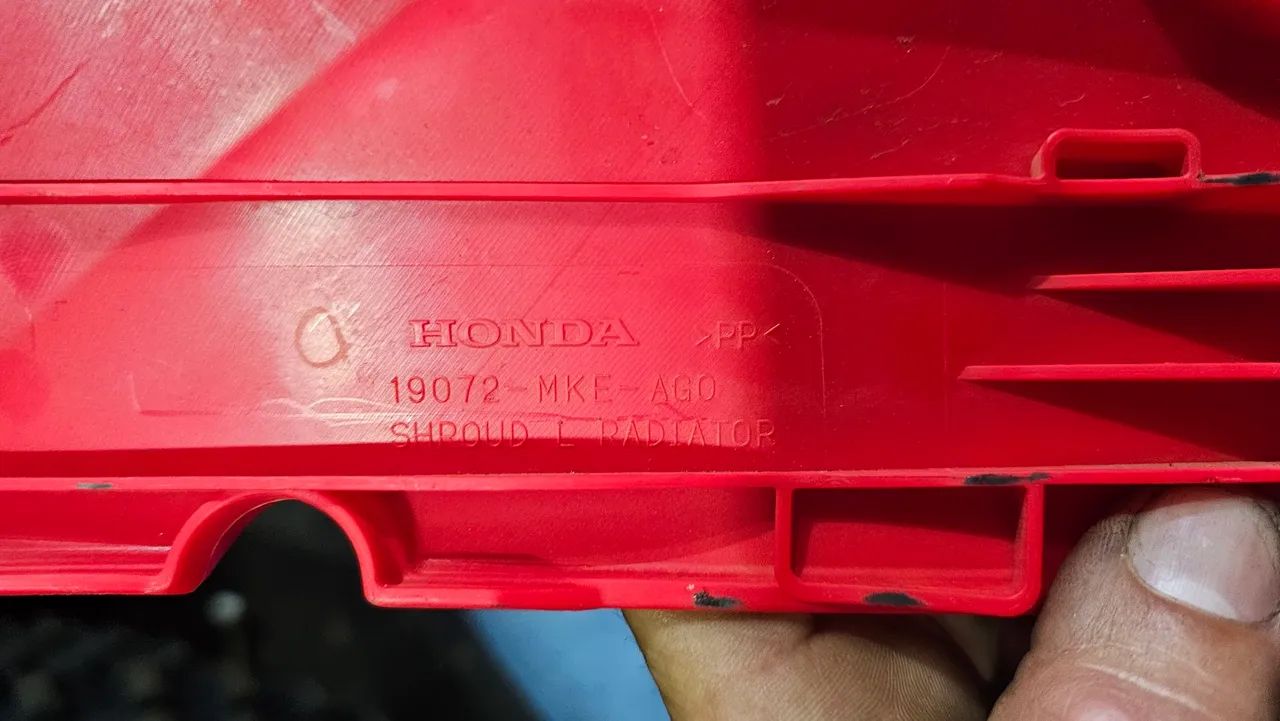 HONDA >PP<
19072-MKE-AG0
SHROUD L RADIATOR